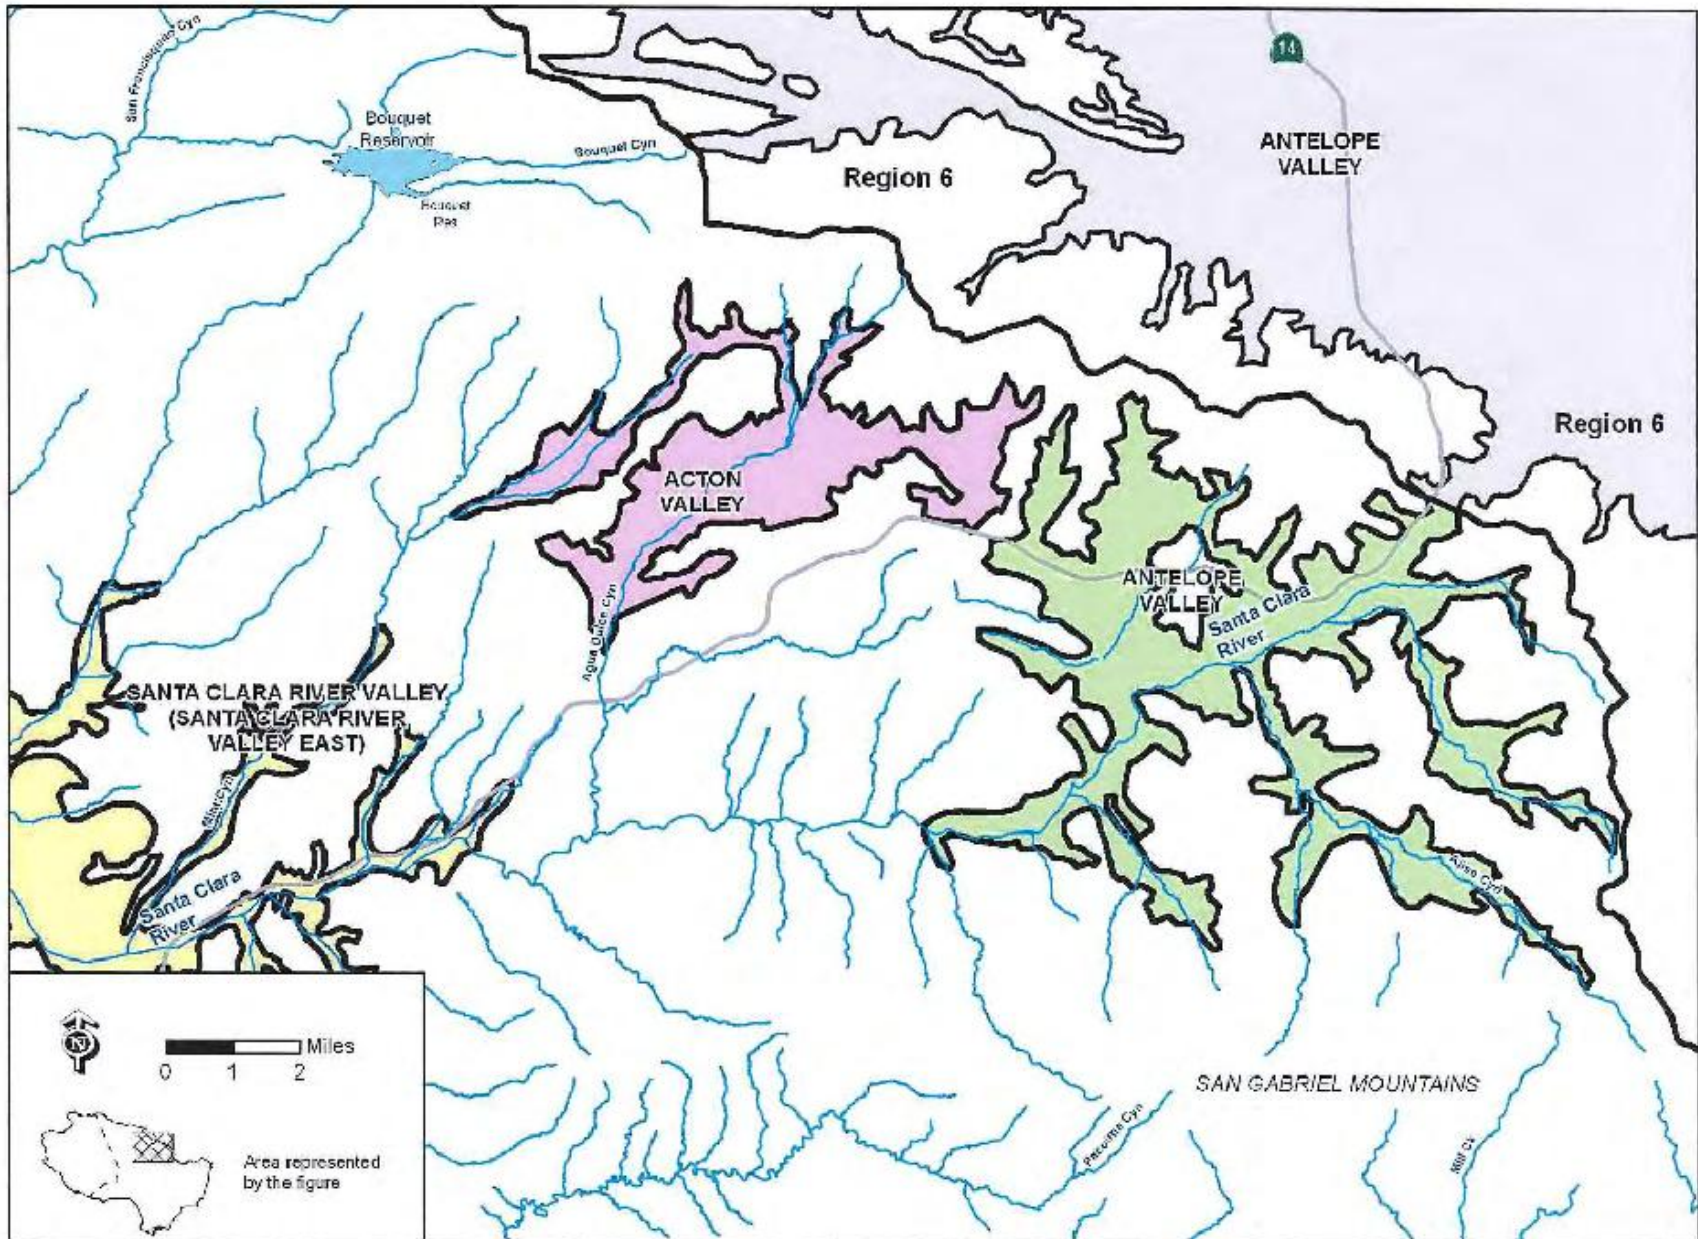 San Francisquito Cyn
14
Bouquet
Reservoir
Bouquet Cyn
ANTELOPE
VALLEY
Region 6
Bouquet
Res
Region 6
ACTON
VALLEY
ANTELOPE
VALLEY
Santa Clara
River
Agua Dulce Cyn
SANTA CLARA RIVER VALLEY
(SANTA CLARA RIVER
VALLEY EAST)
Mint Cyn
Aliso Cyn
Santa Clara
River
N
Miles
0 1 2
SAN GABRIEL MOUNTAINS
Pacoima Cyn
Mill Ck
Area represented
by the figure